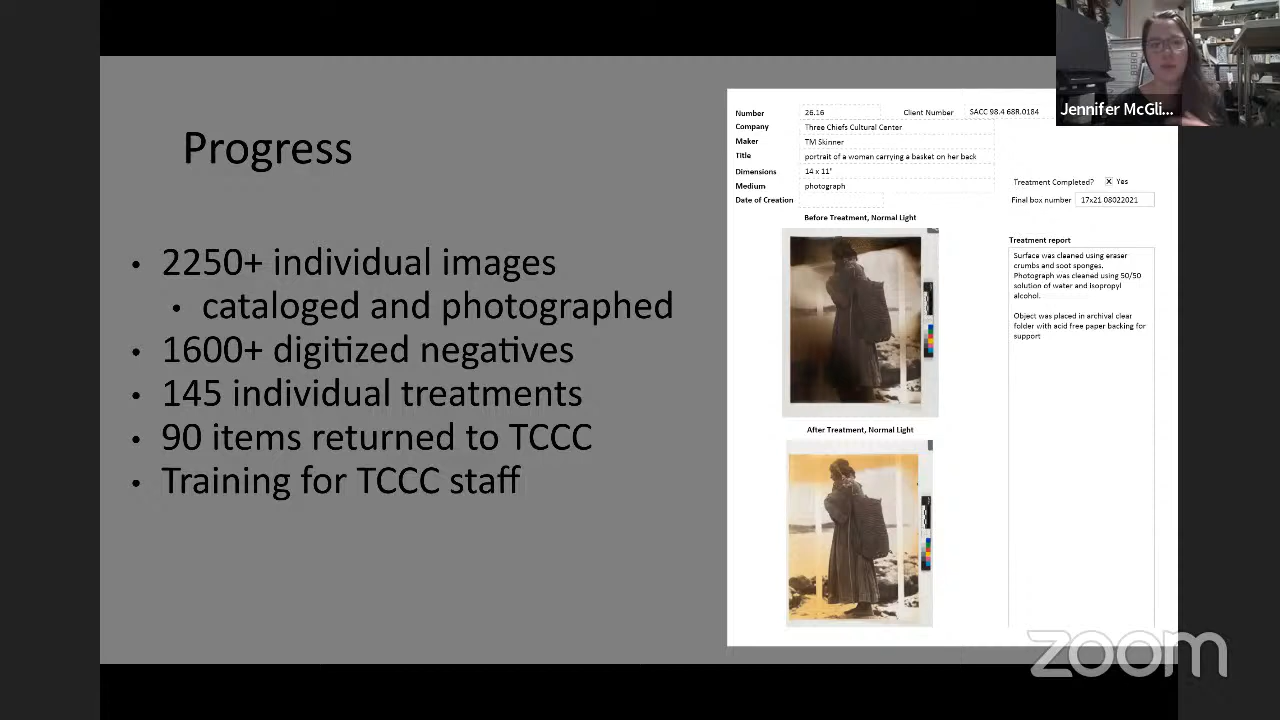 Progress
• 2250+ individual images
• cataloged and photographed
• 1600+ digitized negatives
• 145 individual treatments
• 90 items returned to TCCC
• Training for TCCC staff
Number 26.16 Client Number SACC 98.4 68R.0184
Company Three Chiefs Cultural Center
Maker TM Skinner
Title portrait of a woman carrying a basket on her back
Dimensions 14 x 11"
Medium photograph
Date of Creation
Treatment Completed? X Yes
Final box number 17x21.08022021
Before Treatment, Normal Light
After Treatment, Normal Light
Treatment report
Surface was cleaned using eraser
crumbs and soot sponges.
Photograph was cleaned using 50/50
solution of water and isopropyl
alcohol.
Object was placed in archival clear
folder with acid free paper backing for
support
Jennifer McGli...
zoom